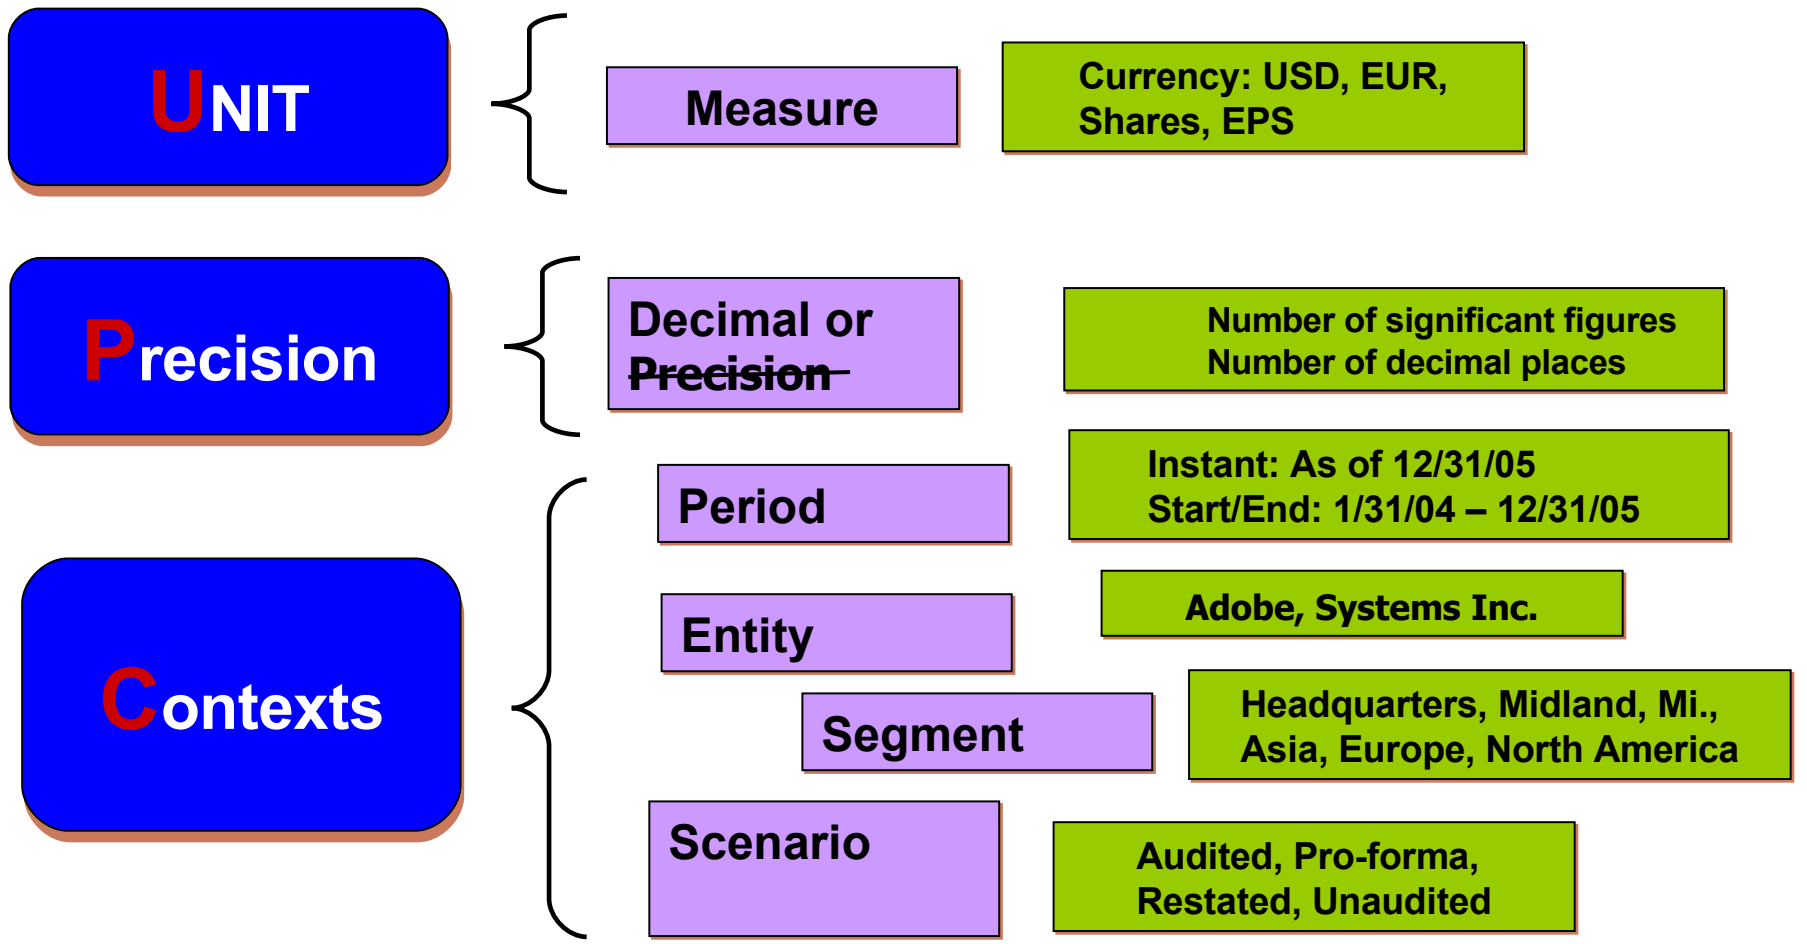 UNIT
Measure
Currency: USD, EUR,
Shares, EPS
Precision
Decimal or
Precision
Number of significant figures
Number of decimal places
Contexts
Period
Instant: As of 12/31/05
Start/End: 1/31/04 – 12/31/05
Entity
Adobe, Systems Inc.
Segment
Headquarters, Midland, Mi.,
Asia, Europe, North America
Scenario
Audited, Pro-forma,
Restated, Unaudited